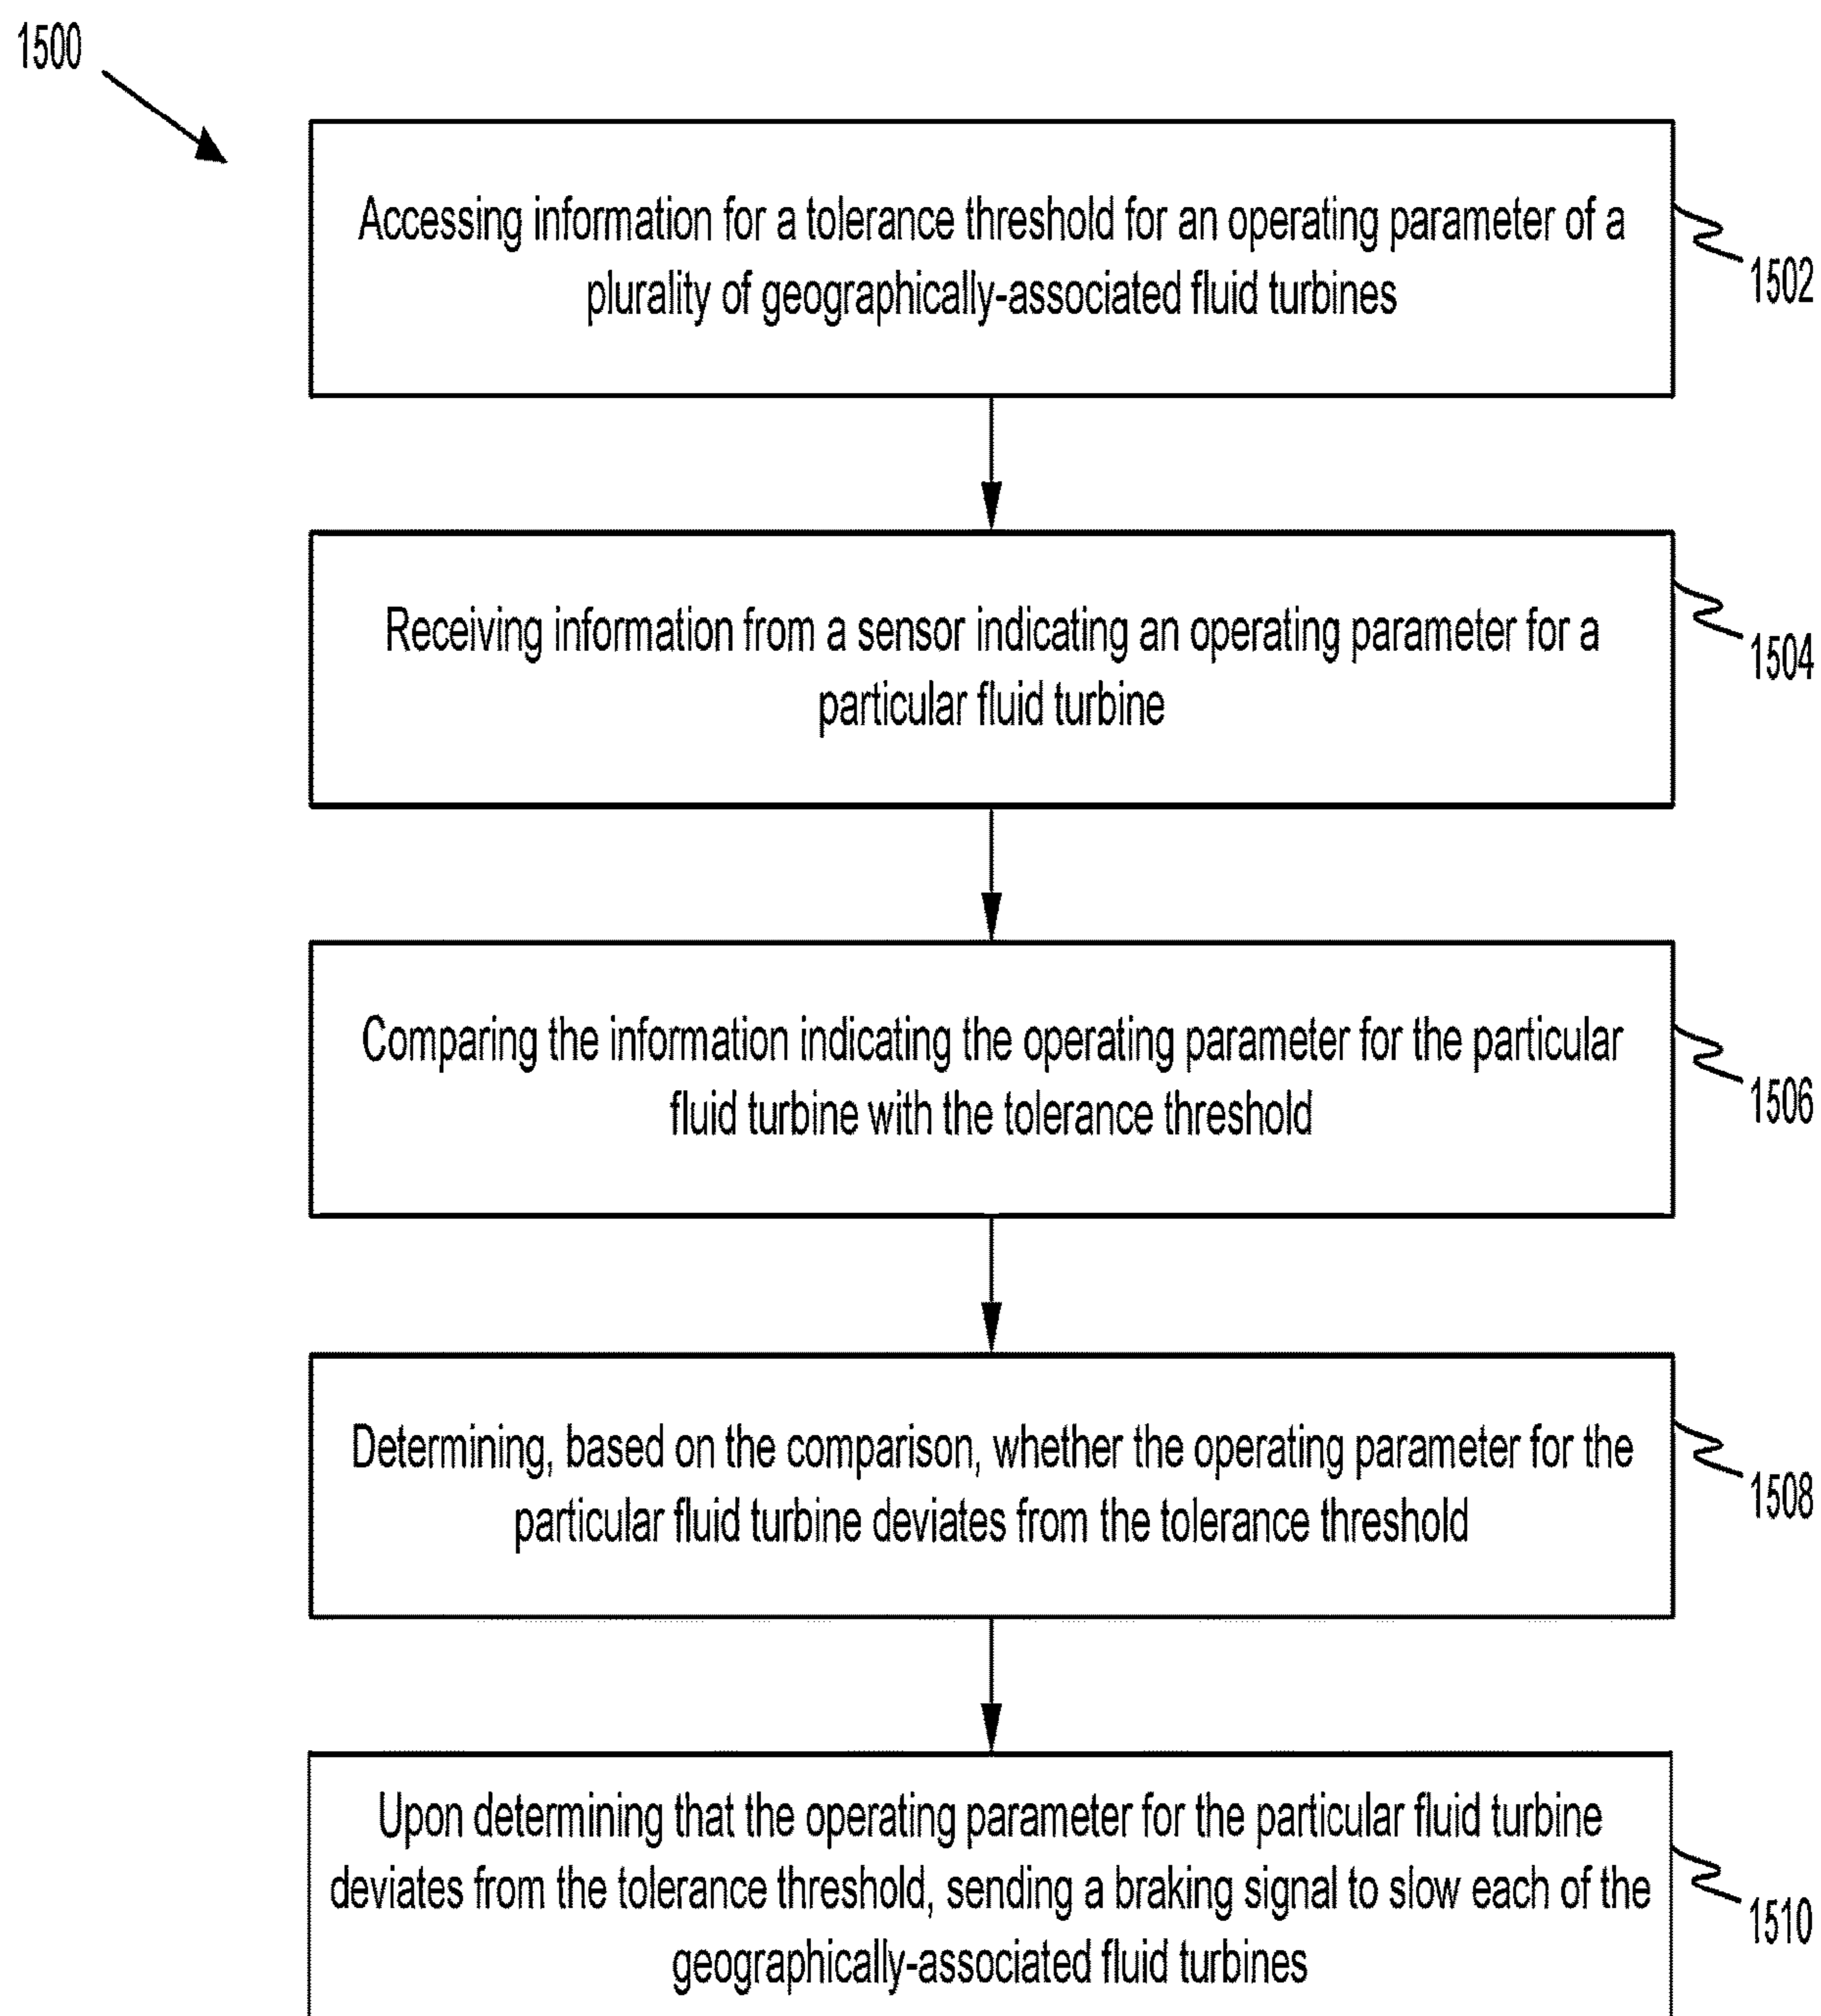 1500
Accessing information for a tolerance threshold for an operating parameter of a
plurality of geographically-associated fluid turbines
1502
Receiving information from a sensor indicating an operating parameter for a
particular fluid turbine
1504
Comparing the information indicating the operating parameter for the particular
fluid turbine with the tolerance threshold
1506
Determining, based on the comparison, whether the operating parameter for the
particular fluid turbine deviates from the tolerance threshold
1508
Upon determining that the operating parameter for the particular fluid turbine
deviates from the tolerance threshold, sending a braking signal to slow each of the
geographically-associated fluid turbines
1510